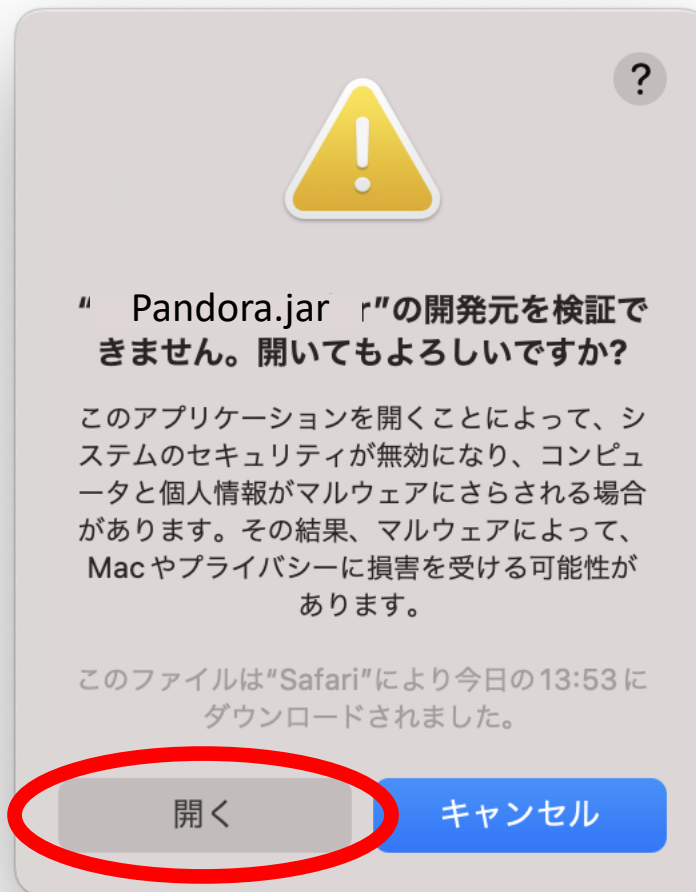 ?
“ Pandora.jar r”の開発元を検証で
きません。開いてもよろしいですか?
このアプリケーションを開くことによって、シ
ステムのセキュリティが無効になり、コンピュ
ータと個人情報がマルウェアにさらされる場合
があります。その結果、マルウェアによって、
Macやプライバシーに損害を受ける可能性が
あります。
このファイルは“Safari”により今日の13:53に
ダウンロードされました。
開く
キャンセル